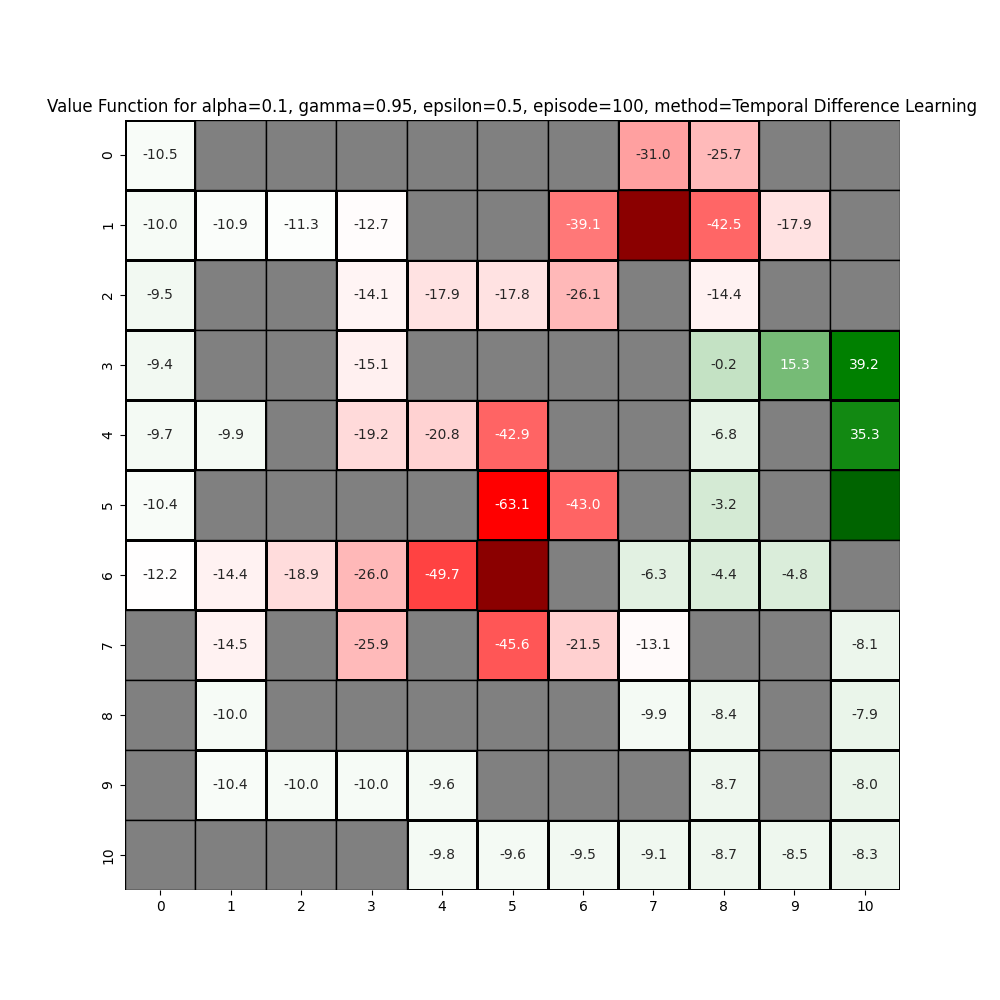 Value Function for alpha=0.1, gamma=0.95, epsilon=0.5, episode=100, method=Temporal Difference Learning
0 -10.5 -31.0 -25.7
1 -10.0 -10.9 -11.3 -12.7 -39.1 -42.5 -17.9
2 -9.5 -14.1 -17.9 -17.8 -26.1 -14.4
3 -9.4 -15.1 -0.2 15.3 39.2
4 -9.7 -9.9 -19.2 -20.8 -42.9 -6.8 35.3
5 -10.4 -63.1 -43.0 -3.2
6 -12.2 -14.4 -18.9 -26.0 -49.7 -6.3 -4.4 -4.8
7 -14.5 -25.9 -45.6 -21.5 -13.1 -8.1
8 -10.0 -9.9 -8.4 -7.9
9 -10.4 -10.0 -10.0 -9.6 -8.7 -8.0
10 -9.8 -9.6 -9.5 -9.1 -8.7 -8.5 -8.3
0 1 2 3 4 5 6 7 8 9 10